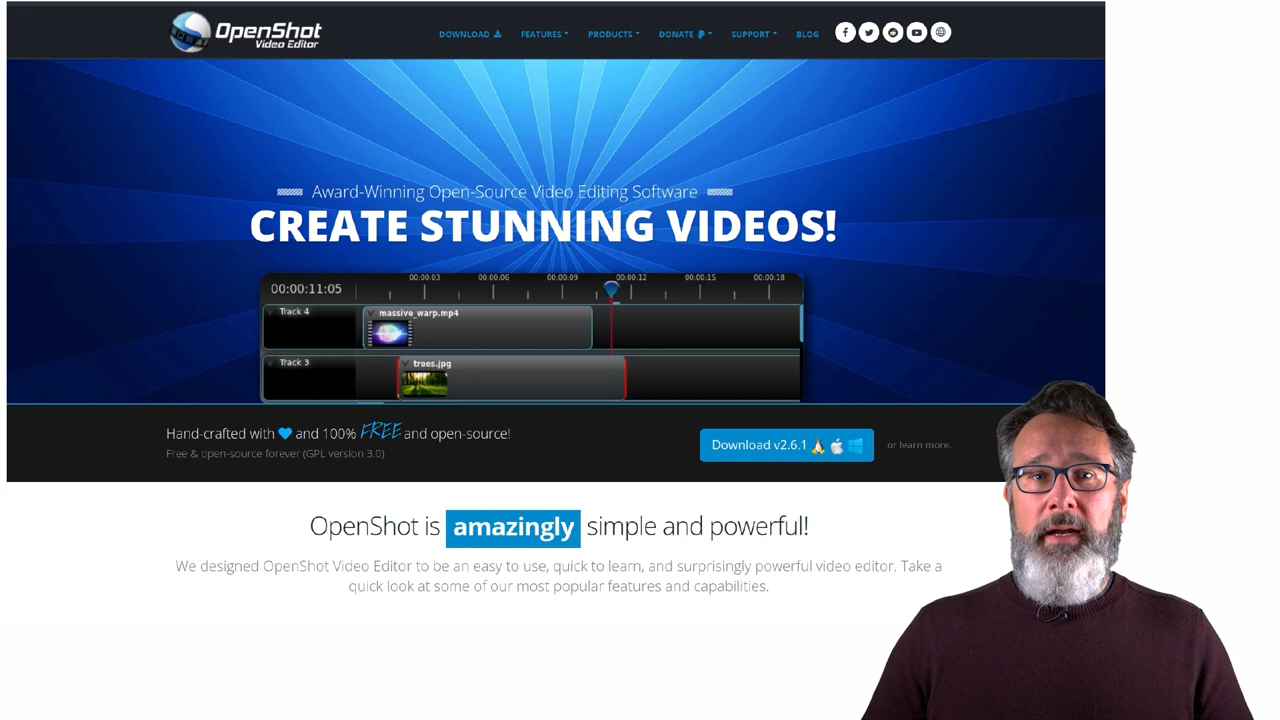 OpenShot
Video Editor
DOWNLOAD FEATURES PRODUCTS DONATE SUPPORT BLOG
Award-Winning Open-Source Video Editing Software
CREATE STUNNING VIDEOS!
00:00:03 00:00:06 00:00:09 00:00:12 00:00:15 00:00:18
00:00:11:05
Track 4 massive_warp.mp4
Track 3 trees.jpg
Hand-crafted with and 100% FREE and open-source!
Free & open-source forever (GPL version 3.0)
Download v2.6.1 or learn more.
OpenShot is amazingly simple and powerful!
We designed OpenShot Video Editor to be an easy to use, quick to learn, and surprisingly powerful video editor. Take a
quick look at some of our most popular features and capabilities.